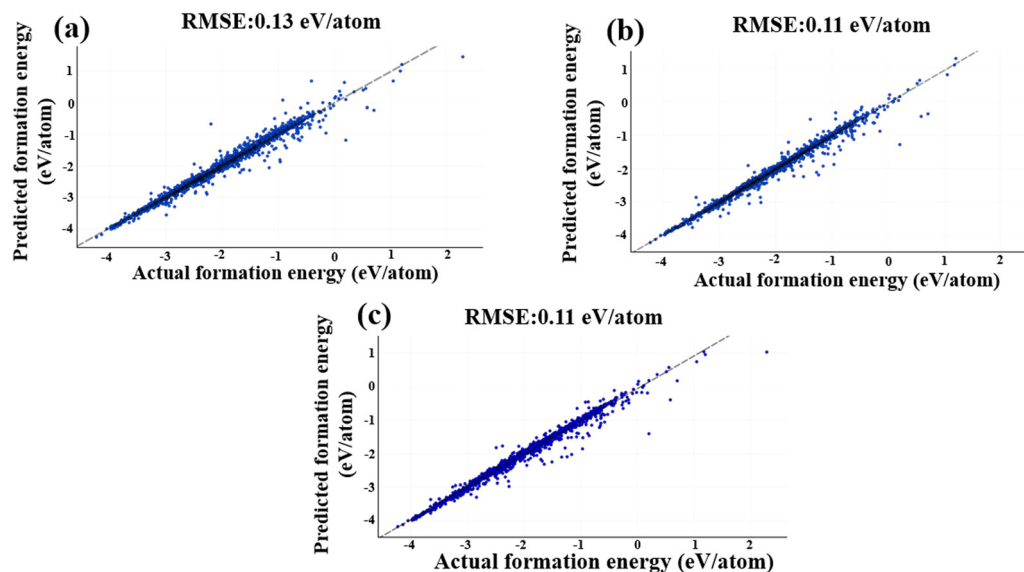 (a)
RMSE:0.13 eV/atom
Predicted formation energy
(eV/atom)
1
0
-1
-2
-3
-4
-4
-3
-2
-1
0
1
2
Actual formation energy (eV/atom)
(b)
RMSE:0.11 eV/atom
Predicted formation energy
(eV/atom)
1
0
-1
-2
-3
-4
-4
-3
-2
-1
0
1
2
Actual formation energy (eV/atom)
(c)
RMSE:0.11 eV/atom
Predicted formation energy
(eV/atom)
1
0
-1
-2
-3
-4
-4
-3
-2
-1
0
1
2
Actual formation energy (eV/atom)